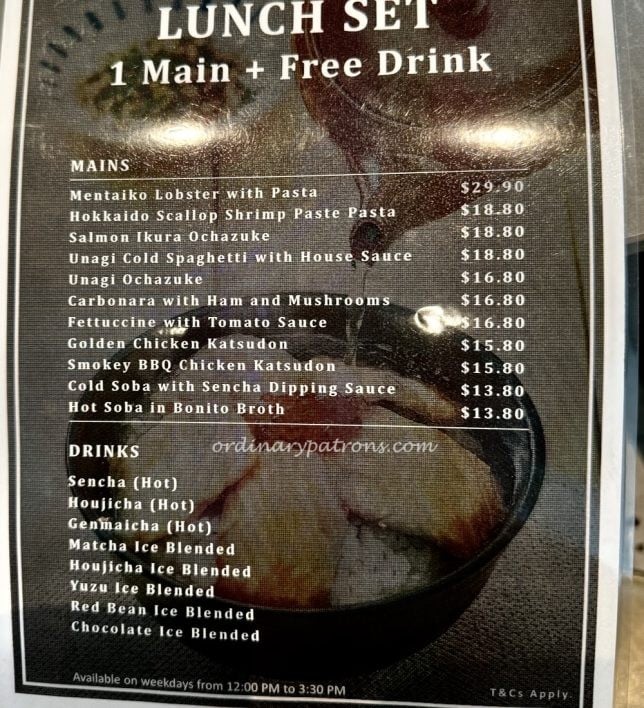 LUNCH SET
1 Main + Free Drink
MAINS
Mentaiko Lobster with Pasta $29.90
Hokkaido Scallop Shrimp Paste Pasta $18.80
Salmon Ikura Ochazuke $18.80
Unagi Cold Spaghetti with House Sauce $18.80
Unagi Ochazuke $16.80
Carbonara with Ham and Mushrooms $16.80
Fettuccine with Tomato Sauce $16.80
Golden Chicken Katsudon $15.80
Smokey BBQ Chicken Katsudon $15.80
Cold Soba with Sencha Dipping Sauce $13.80
Hot Soba in Bonito Broth $13.80
ordinarypatrons.com
DRINKS
Sencha (Hot)
Houjicha (Hot)
Genmaicha (Hot)
Matcha Ice Blended
Houjicha Ice Blended
Yuzu Ice Blended
Red Bean Ice Blended
Chocolate Ice Blended
Available on weekdays from 12:00 PM to 3:30 PM
T&Cs Apply.